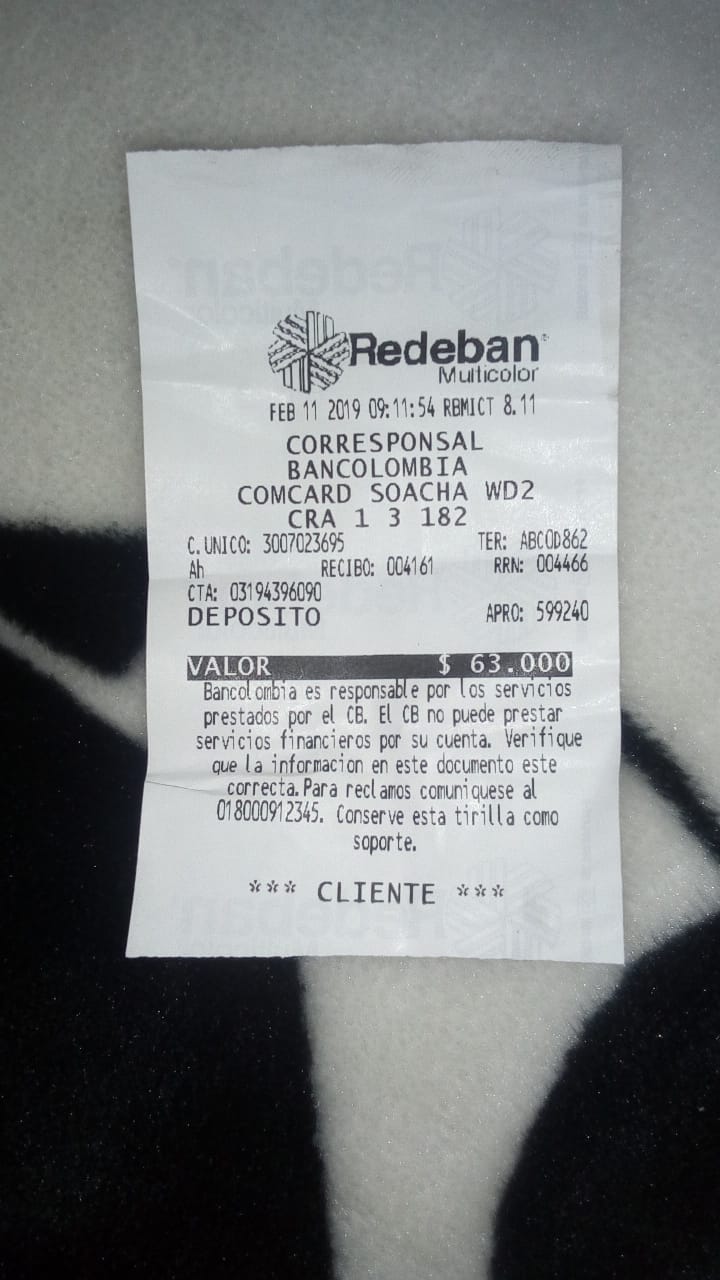 Redeban
Multicolor
FEB 11 2019 09:11:54 RBMICT 8.11
CORRESPONSAL
BANCOLOMBIA
COMCARD SOACHA WD2
CRA 1 3 182
C. UNICO: 3007023695 TER: ABCOD862
Ah RECIBO: 004161 RRN: 004466
CTA: 03194396090
DEPOSITO APRO: 599240
VALOR $ 63.000
Bancolombia es responsable por los servicios
prestados por el CB. El CB no puede prestar
servicios financieros por su cuenta. Verifique
que la informacion en este documento este
correcta. Para reclamos comuniquese al
018000912345. Conserve esta tirilla como
soporte.
*** CLIENTE ***